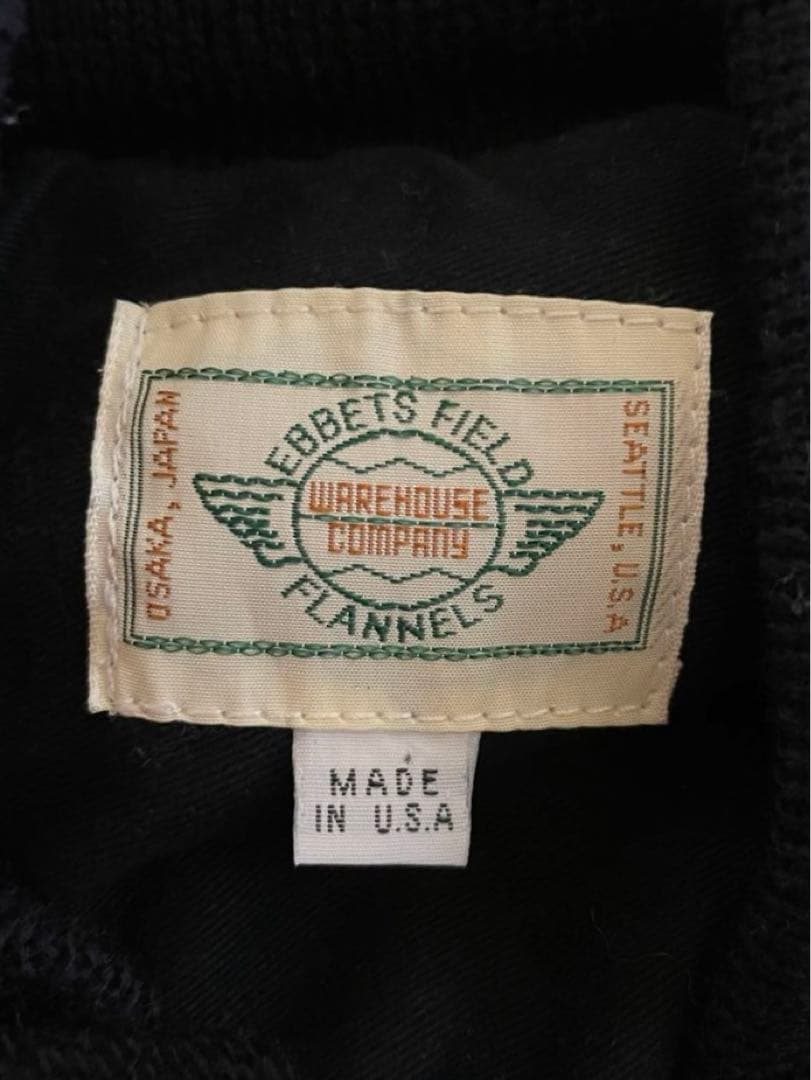 EBBETS FIELD
OSAKA, JAPAN
WAREHOUSE
COMPANY
SEATTLE, U.S.A
FLANNELS
MADE
IN U.S.A